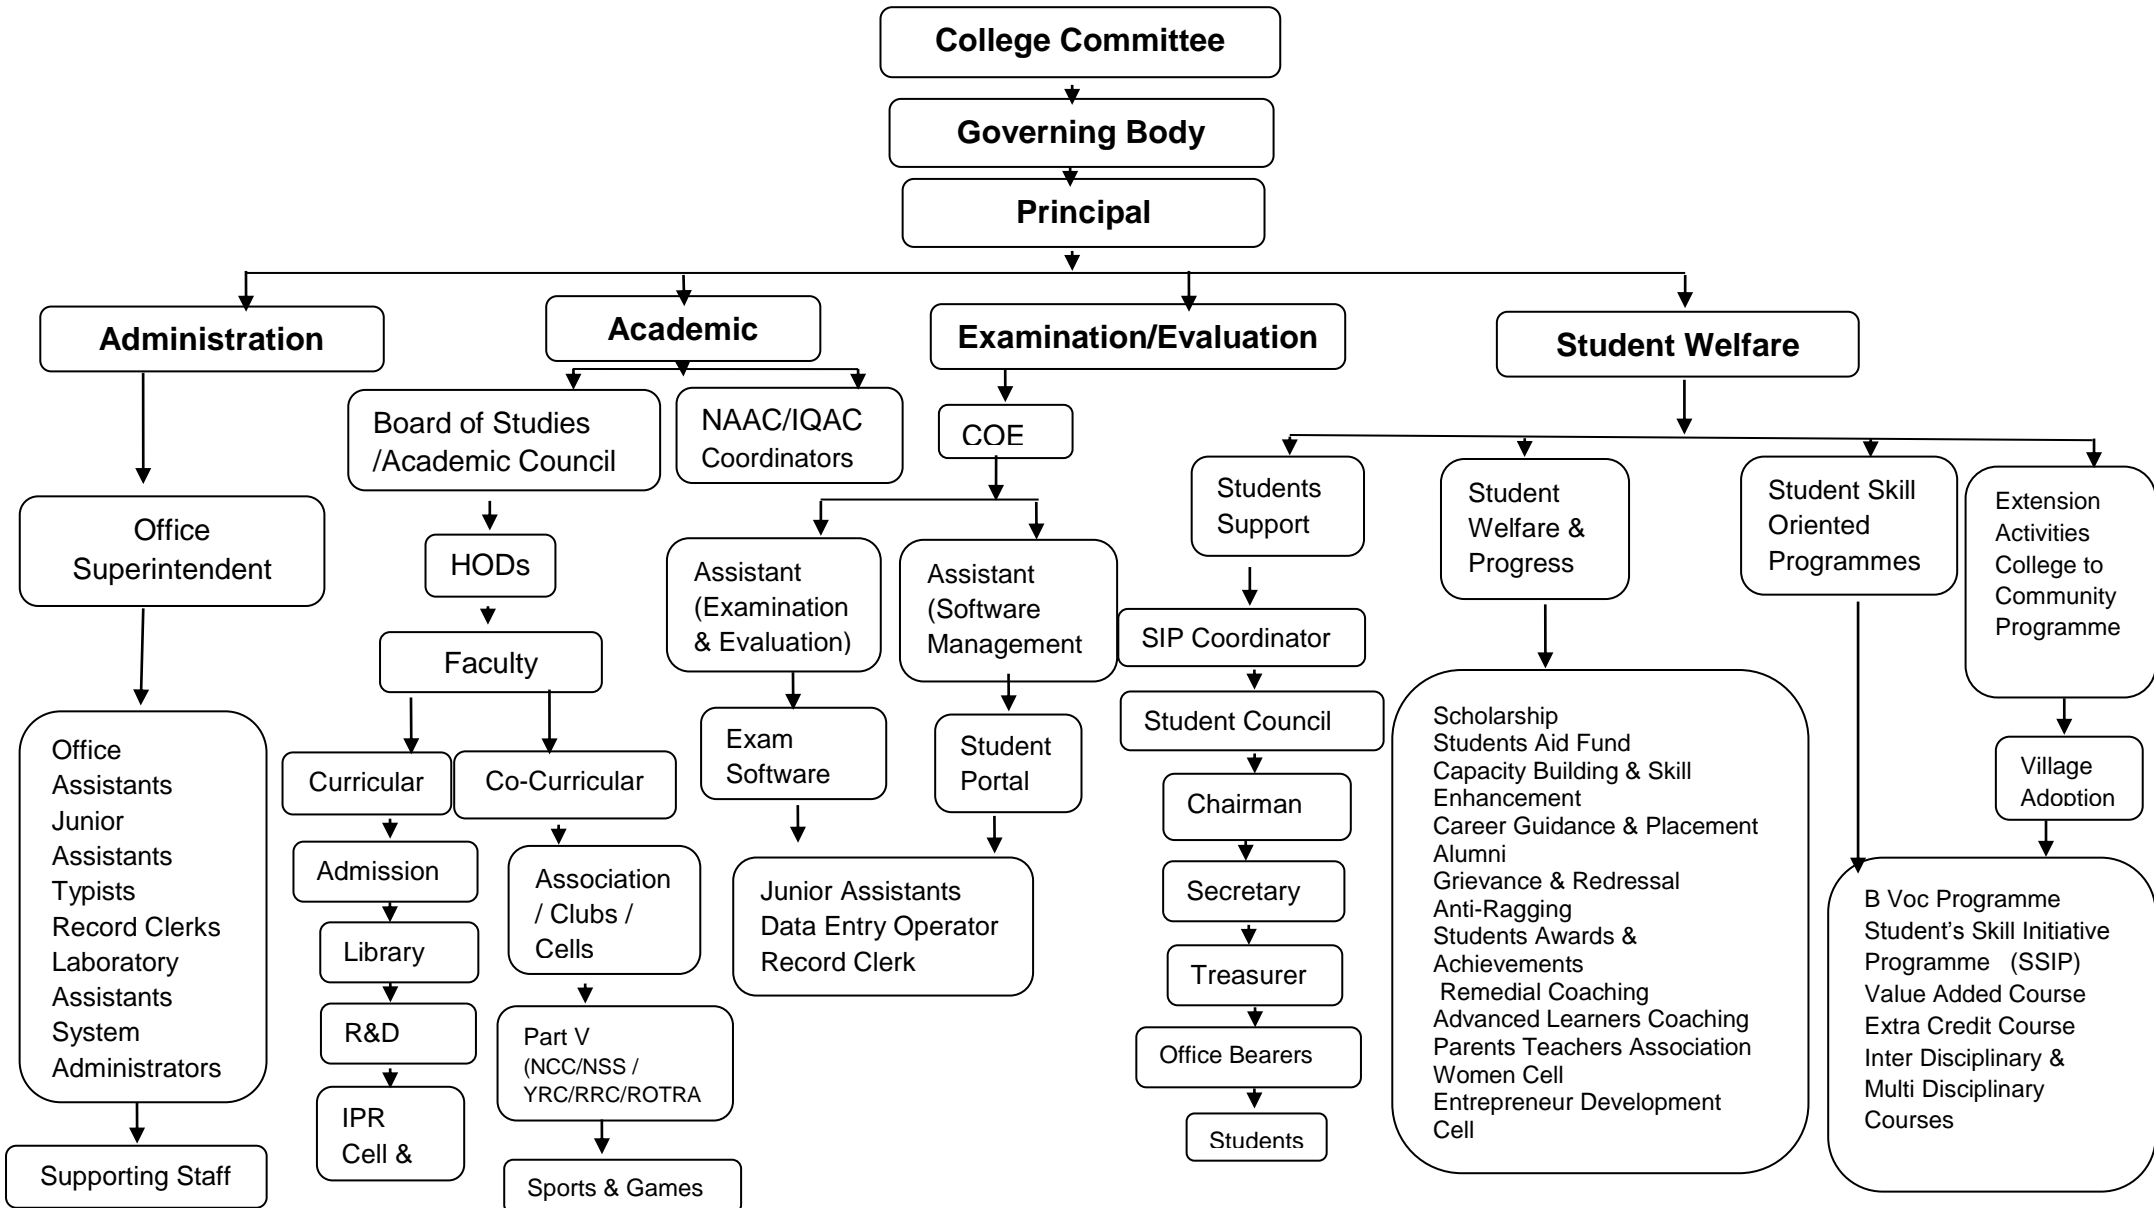 College Committee
Governing Body
Principal
Administration
Academic
Examination/Evaluation
Student Welfare
Office
Superintendent
Office
Assistants
Junior
Assistants
Typists
Record Clerks
Laboratory
Assistants
System
Administrators
Supporting Staff
Board of Studies
/Academic Council
NAAC/IQAC
Coordinators
HODs
Faculty
Curricular
Co-Curricular
Admission
Library
R&D
IPR
Cell &
Association
/ Clubs /
Cells
Part V
(NCC/NSS /
YRC/RRC/ROTRA
Sports & Games
COE
Assistant
(Examination
& Evaluation)
Assistant
(Software
Management
Exam
Software
Student
Portal
Junior Assistants
Data Entry Operator
Record Clerk
Students
Support
SIP Coordinator
Student Council
Chairman
Secretary
Treasurer
Office Bearers
Students
Student
Welfare &
Progress
Scholarship
Students Aid Fund
Capacity Building & Skill
Enhancement
Career Guidance & Placement
Alumni
Grievance & Redressal
Anti-Ragging
Students Awards &
Achievements
Remedial Coaching
Advanced Learners Coaching
Parents Teachers Association
Women Cell
Entrepreneur Development
Cell
Student Skill
Oriented
Programmes
Extension
Activities
College to
Community
Programme
Village
Adoption
B Voc Programme
Student’s Skill Initiative
Programme (SSIP)
Value Added Course
Extra Credit Course
Inter Disciplinary &
Multi Disciplinary
Courses